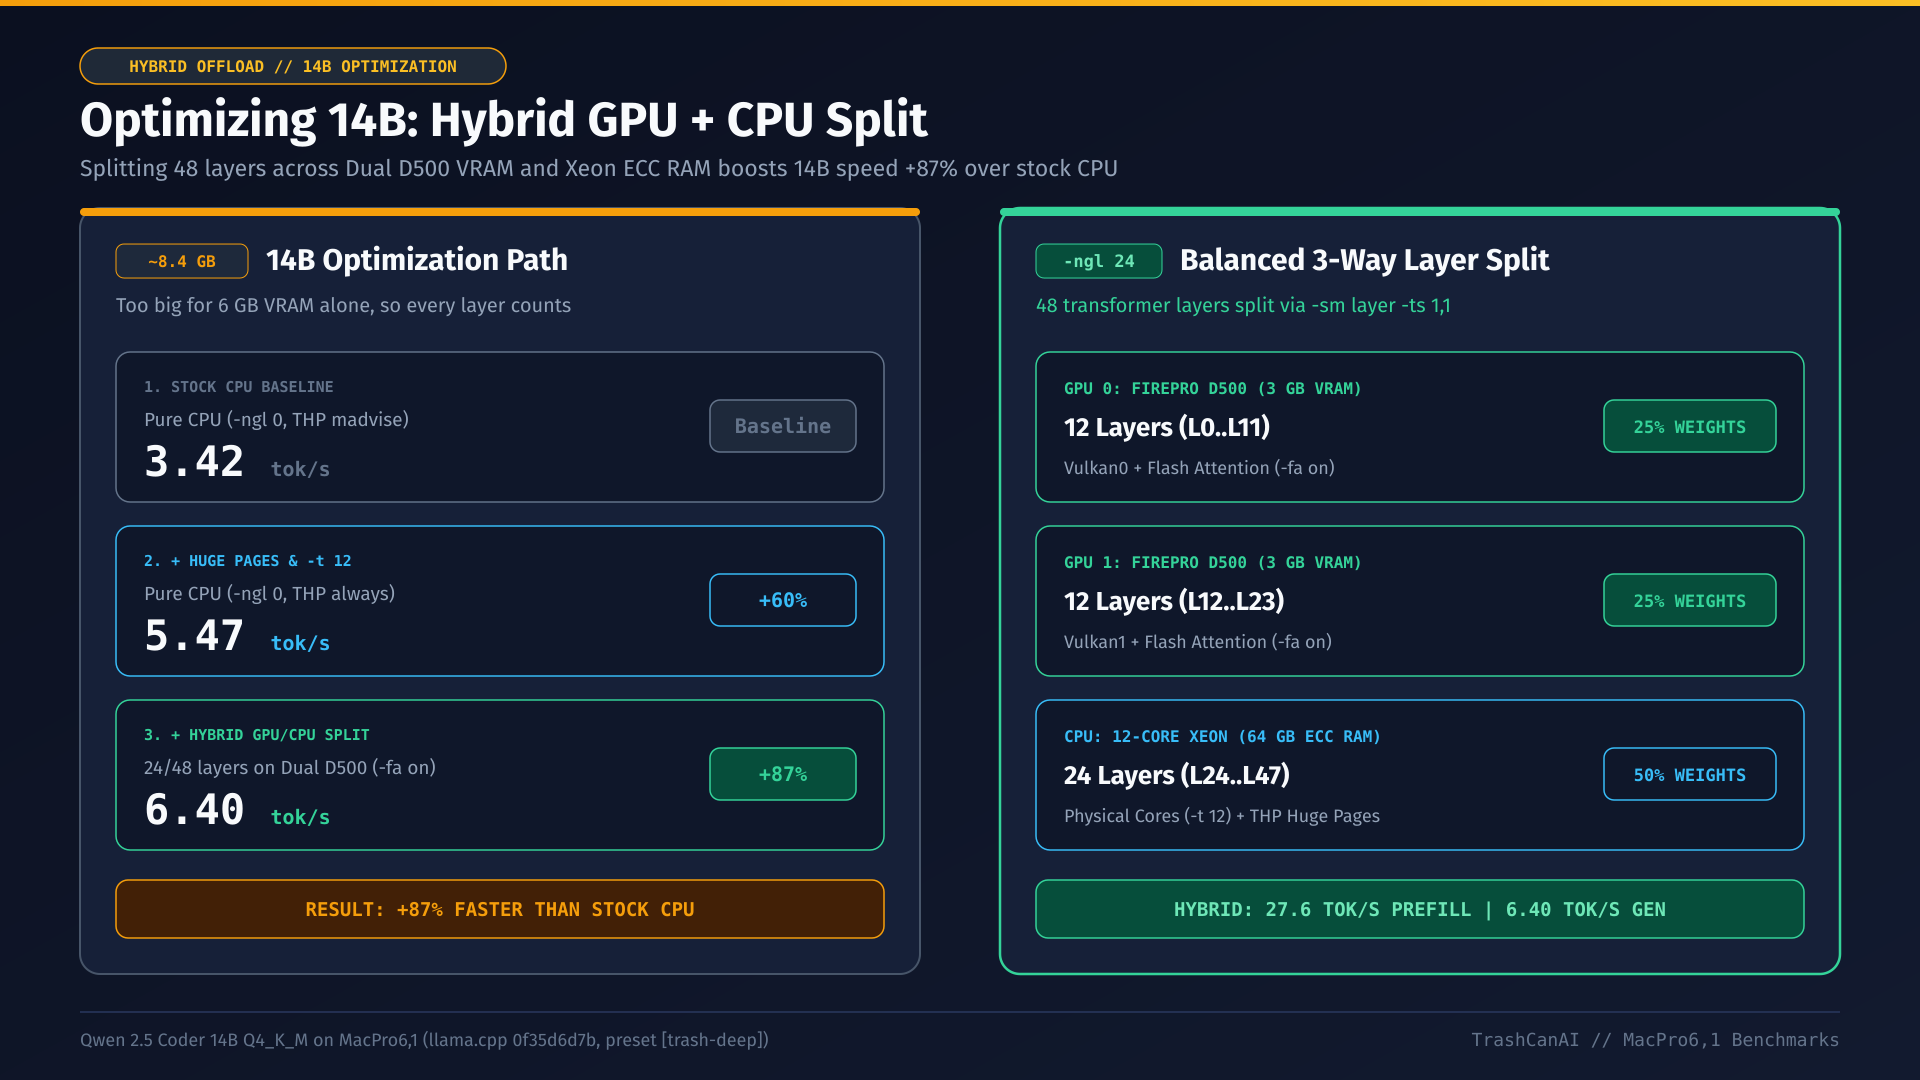 HYBRID OFFLOAD // 14B OPTIMIZATION
Optimizing 14B: Hybrid GPU + CPU Split
Splitting 48 layers across Dual D500 VRAM and Xeon ECC RAM boosts 14B speed +87% over stock CPU
~8.4 GB
14B Optimization Path
Too big for 6 GB VRAM alone, so every layer counts
1. STOCK CPU BASELINE
Pure CPU (-ngl 0, THP madvise)
3.42 tok/s
Baseline
2. + HUGE PAGES & -t 12
Pure CPU (-ngl 0, THP always)
5.47 tok/s
+60%
3. + HYBRID GPU/CPU SPLIT
24/48 layers on Dual D500 (-fa on)
6.40 tok/s
+87%
RESULT: +87% FASTER THAN STOCK CPU
-ngl 24
Balanced 3-Way Layer Split
48 transformer layers split via -sm layer -ts 1,1
GPU 0: FIREPRO D500 (3 GB VRAM)
12 Layers (L0..L11)
Vulkan0 + Flash Attention (-fa on)
25% WEIGHTS
GPU 1: FIREPRO D500 (3 GB VRAM)
12 Layers (L12..L23)
Vulkan1 + Flash Attention (-fa on)
25% WEIGHTS
CPU: 12-CORE XEON (64 GB ECC RAM)
24 Layers (L24..L47)
Physical Cores (-t 12) + THP Huge Pages
50% WEIGHTS
HYBRID: 27.6 TOK/S PREFILL | 6.40 TOK/S GEN
Qwen 2.5 Coder 14B Q4_K_M on MacPro6,1 (llama.cpp 0f35d6d7b, preset [trash-deep])
TrashCanAI // MacPro6,1 Benchmarks